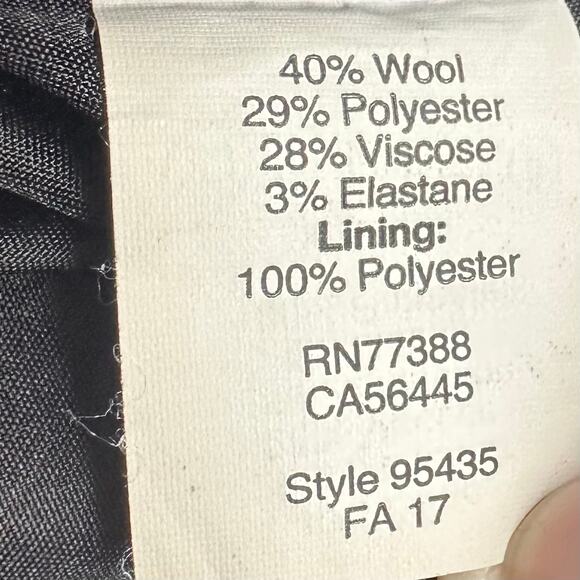 40% Wool
29% Polyester
28% Viscose
3% Elastane
Lining:
100% Polyester
RN77388
CA56445
Style 95435
FA 17